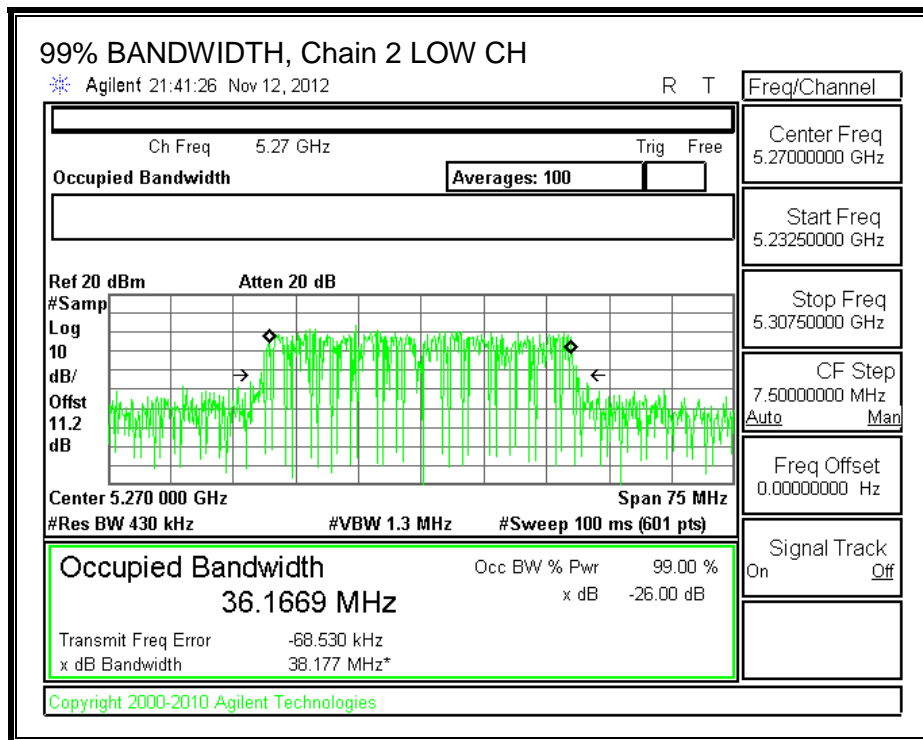 99% BANDWIDTH, Chain 2 LOW CH
Agilent 21:41:26 Nov 12, 2012 R T
Freq/Channel
Ch Freq 5.27 GHz Trig Free
Occupied Bandwidth Averages: 100
Center Freq
5.27000000 GHz
Start Freq
5.23250000 GHz
Stop Freq
5.30750000 GHz
CF Step
7.50000000 MHz
Auto Man
Freq Offset
0.00000000 Hz
Signal Track
On Off
Ref 20 dBm Atten 20 dB
#Samp
Log
10
dB/
Offst
11.2
dB
Center 5.270 000 GHz Span 75 MHz
#Res BW 430 kHz #VBW 1.3 MHz #Sweep 100 ms (601 pts)
Occupied Bandwidth Occ BW % Pwr 99.00 %
36.1669 MHz x dB -26.00 dB
Transmit Freq Error -68.530 kHz
x dB Bandwidth 38.177 MHz*
Copyright 2000-2010 Agilent Technologies